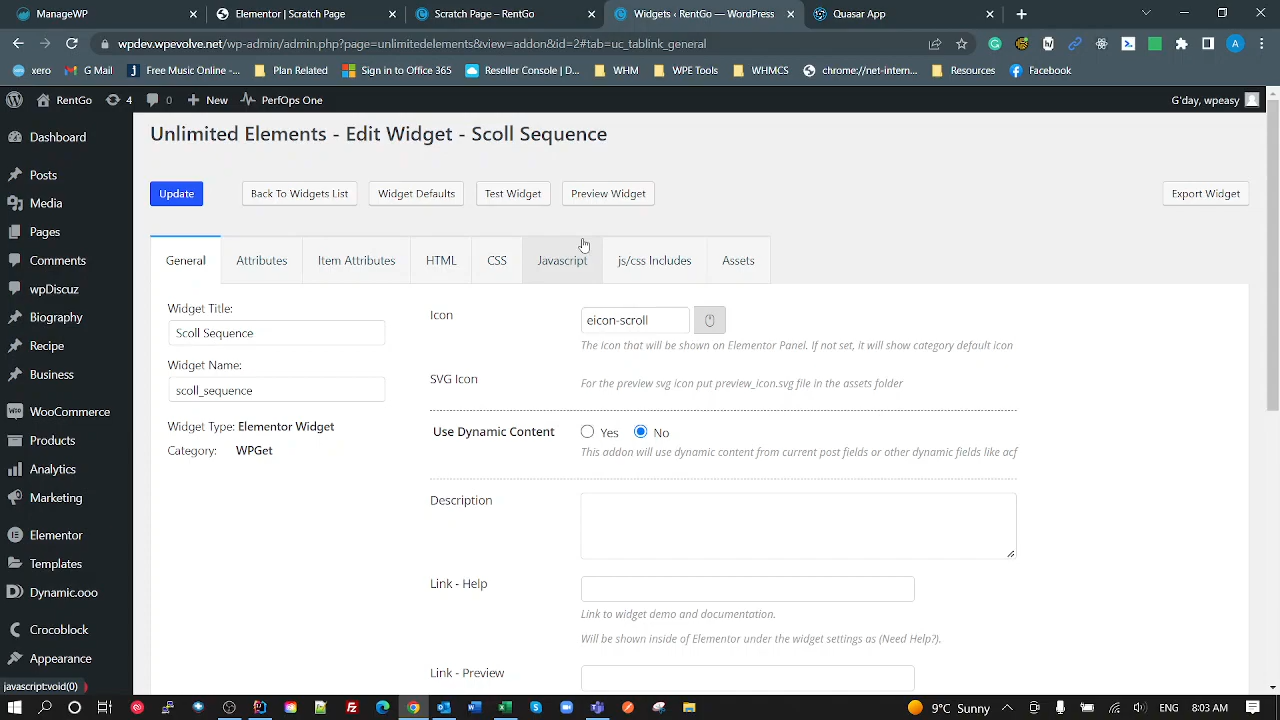 ManageWP
Elementor | Scratch Page
Scratch Page – RentGo
Widgets ‹ RentGo — WordPress
Quasar App
wpdev.wpeasy.net/wp-admin/admin.php?page=unlimitedelements&view=addon&id=2#tab=uc_tablink_general
xero
G Mail
Free Music Online -...
Plan Related
Sign in to Office 365
Reseller Console | D...
WHM
WPE Tools
WHMCS
chrome://net-intern...
Resources
Facebook
RentGo
4
0
New
PerfOps One
G'day, wpeasy
Dashboard
Posts
Media
Pages
Comments
wpDiscuz
Biography
Recipe
Business
WooCommerce
Products
Analytics
Marketing
Elementor
Templates
Dynamic.ooo
Crocoblock
Appearance
javascript:void(0)
Unlimited Elements - Edit Widget - Scoll Sequence
Update
Back To Widgets List
Widget Defaults
Test Widget
Preview Widget
Export Widget
General
Attributes
Item Attributes
HTML
CSS
Javascript
js/css Includes
Assets
Widget Title:
Scoll Sequence
Widget Name:
scoll_sequence
Widget Type: Elementor Widget
Category: WPGet
Icon
eicon-scroll
The icon that will be shown on Elementor Panel. If not set, it will show category default icon
SVG Icon
For the preview svg icon put preview_icon.svg file in the assets folder
Use Dynamic Content
Yes
No
This addon will use dynamic content from current post fields or other dynamic fields like acf
Description
Link - Help
Link to widget demo and documentation.
Will be shown inside of Elementor under the widget settings as (Need Help?).
Link - Preview
9°C Sunny
8:03 AM